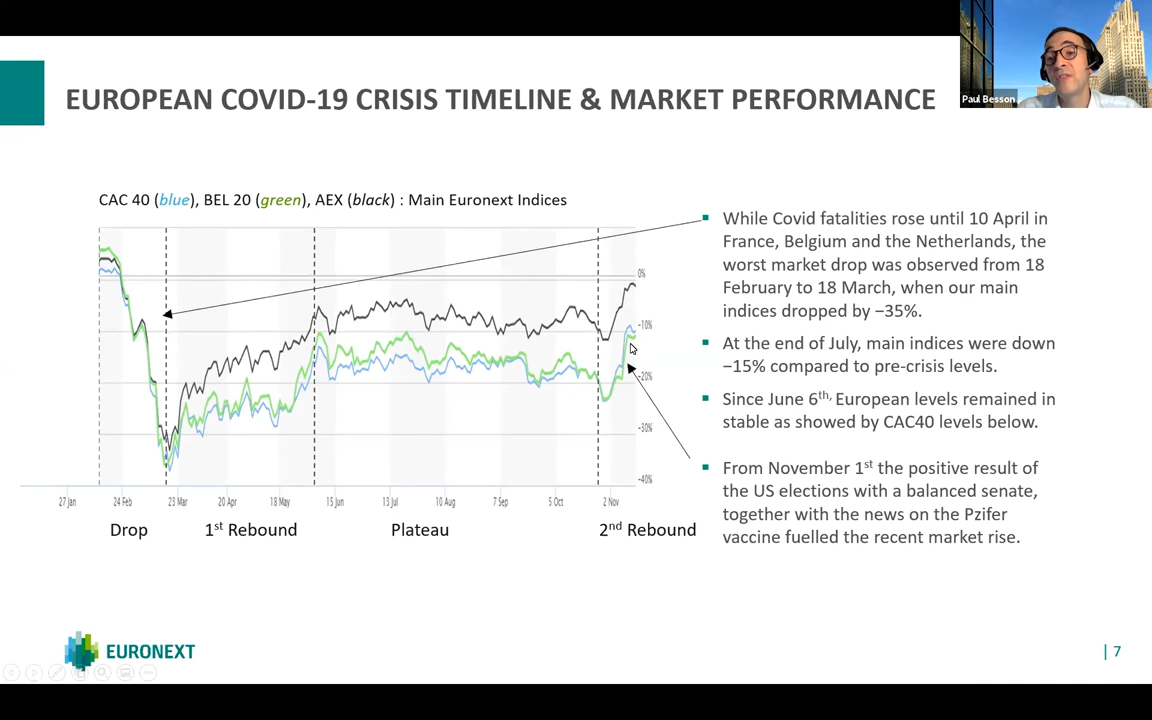 Paul Besson
EUROPEAN COVID-19 CRISIS TIMELINE & MARKET PERFORMANCE
CAC 40 (blue), BEL 20 (green), AEX (black) : Main Euronext Indices
0%
-10%
-20%
-30%
-40%
27 Jan 24 Feb 23 Mar 20 Apr 18 May 15 Jun 13 Jul 10 Aug 7 Sep 5 Oct 2 Nov
Drop 1st Rebound Plateau 2nd Rebound
While Covid fatalities rose until 10 April in
France, Belgium and the Netherlands, the
worst market drop was observed from 18
February to 18 March, when our main
indices dropped by −35%.
At the end of July, main indices were down
−15% compared to pre-crisis levels.
Since June 6th, European levels remained in
stable as showed by CAC40 levels below.
From November 1st the positive result of
the US elections with a balanced senate,
together with the news on the Pzifer
vaccine fuelled the recent market rise.
EURONEXT
| 7